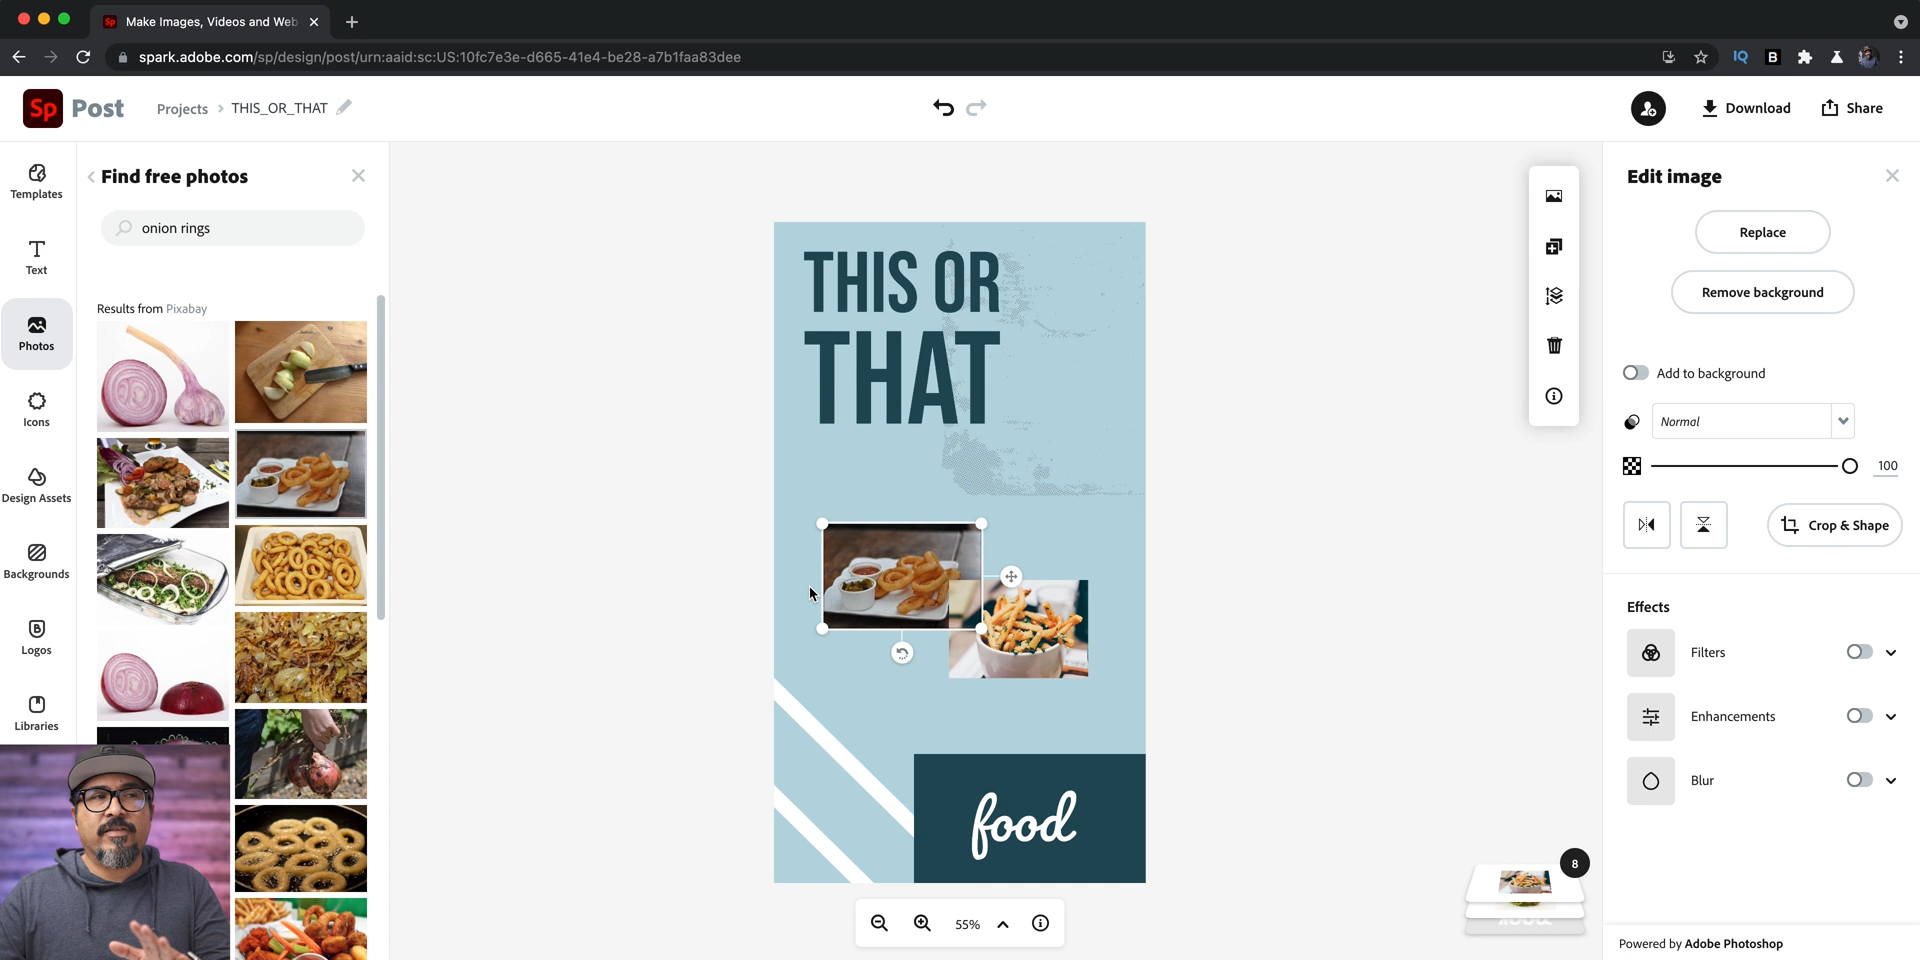 Sp Make Images, Videos and Web
spark.adobe.com/sp/design/post/urn:aaid:sc:US:10fc7e3e-d665-41e4-be28-a7b1faa83dee
IQ
B
Sp Post
Projects > THIS_OR_THAT
Download
Share
Templates
Text
Photos
Icons
Design Assets
Backgrounds
Logos
Libraries
Find free photos
onion rings
Results from Pixabay
THIS OR
THAT
food
55%
8
Edit image
Replace
Remove background
Add to background
Normal
100
Crop & Shape
Effects
Filters
Enhancements
Blur
Powered by Adobe Photoshop